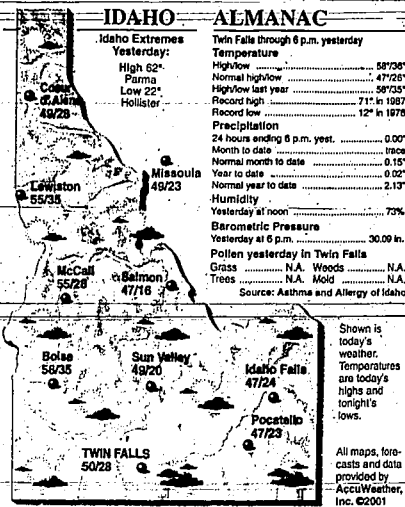 IDAHO ALMANAC
Idaho Extremes
Yesterday:
High 62°
Parma
Low 22°
Hollister
Coeur
d'Alene
49/28
Missoula
49/23
Lewiston
55/35
McCall
55/28
Salmon
47/16
Boise
58/35
Sun Valley
49/20
Idaho Falls
47/24
Pocatello
47/23
TWIN FALLS
50/28
Twin Falls through 6 p.m. yesterday
Temperature
High/low ........ 58°/36°
Normal high/low ........ 47°/26°
High/low last year ........ 56°/35°
Record high ........ 71° in 1987
Record low ........ 12° in 1976
Precipitation
24 hours ending 6 p.m. yest. ........ 0.00"
Month to date ........ trace
Normal month to date ........ 0.15"
Year to date ........ 0.02"
Normal year to date ........ 2.13"
Humidity
Yesterday at noon ........ 73%
Barometric Pressure
Yesterday at 6 p.m. ........ 30.09 in.
Pollen yesterday in Twin Falls
Grass ........ N.A. Weeds ........ N.A.
Trees ........ N.A. Mold ........ N.A.
Source: Asthma and Allergy of Idaho
Shown is
today's
weather.
Temperatures
are today's
highs and
tonight's
lows.
All maps, fore-
casts and data
provided by
AccuWeather,
Inc. ©2001